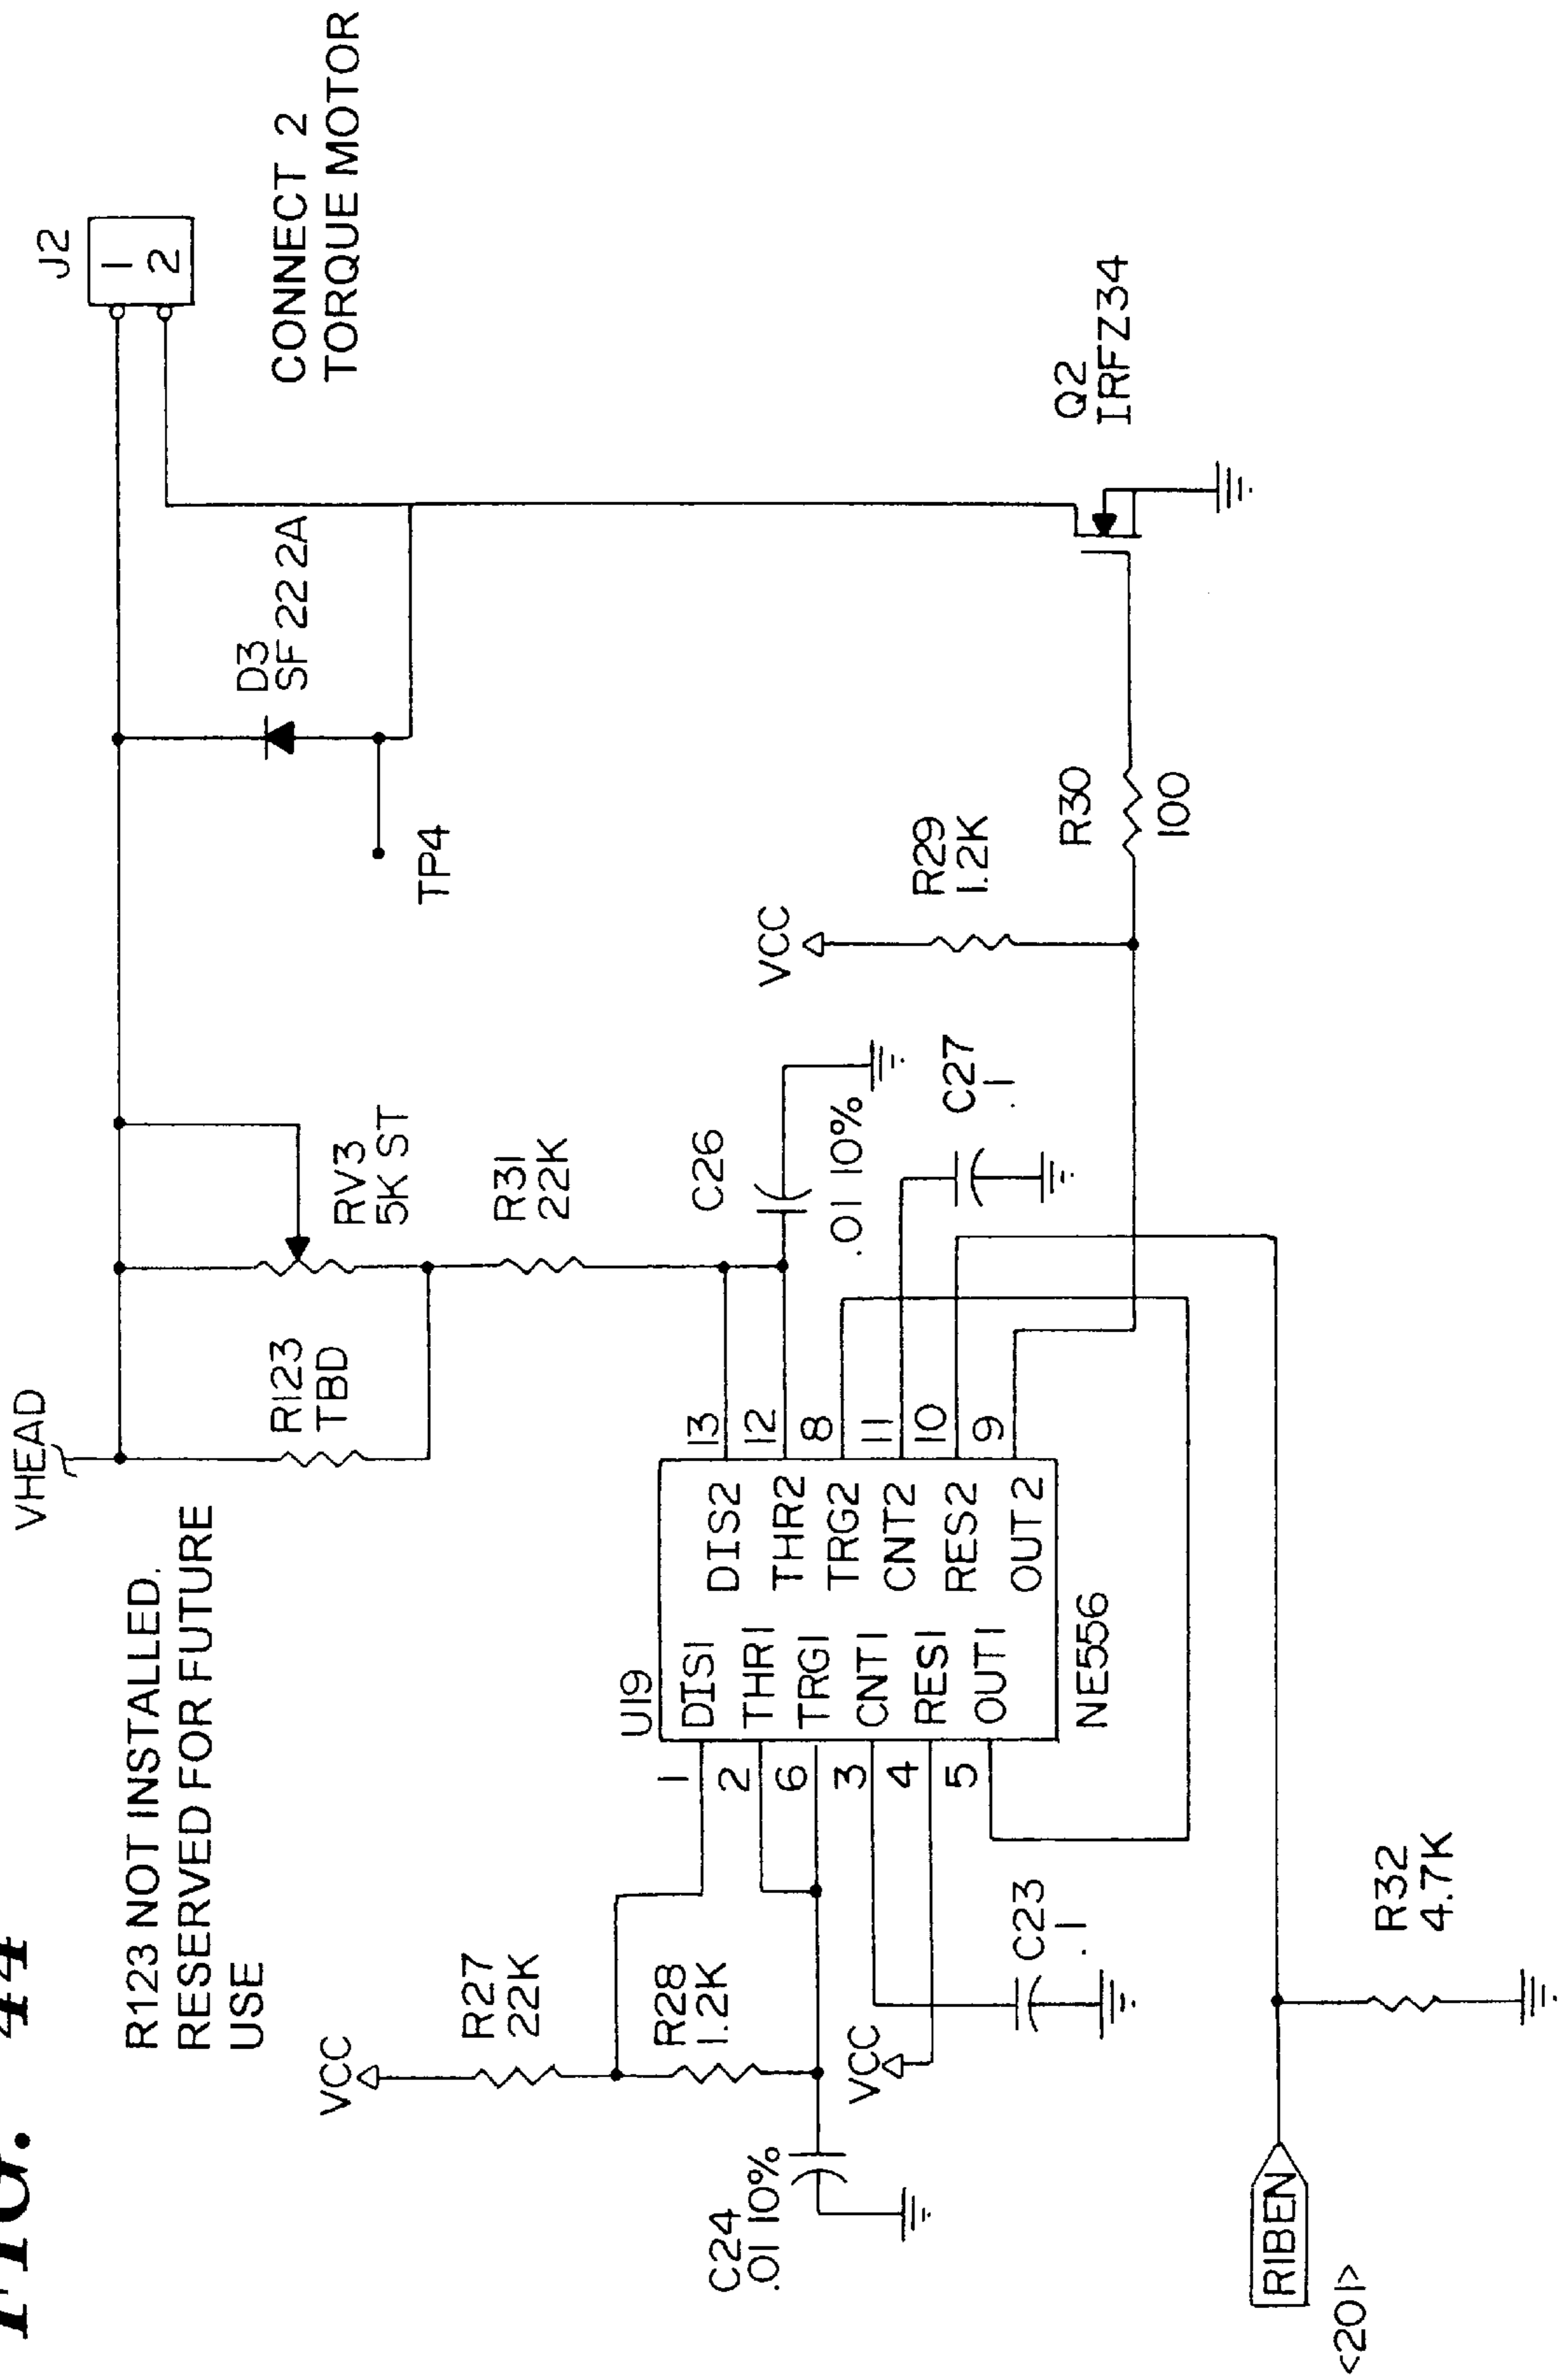 FIG. 44
R123 NOT INSTALLED.
RESERVED FOR FUTURE
USE
VHEAD
R123
TBD
RV3
5K ST
R31
22K
D3
SF22 2A
TP4
J2
1
2
CONNECT 2
TORQUE MOTOR
VCC
R27
22K
R28
1.2K
C24
.01 10%
VCC
C23
.1
U19
1
2
6
3
4
5
DIS1
THR1
TRG1
CNT1
RES1
OUT1
DIS2
THR2
TRG2
CNT2
RES2
OUT2
13
12
8
11
10
9
NE556
C26
.01 10%
C27
.1
VCC
R29
1.2K
R30
100
Q2
IRFZ34
RIBEN
<201>
R32
4.7K